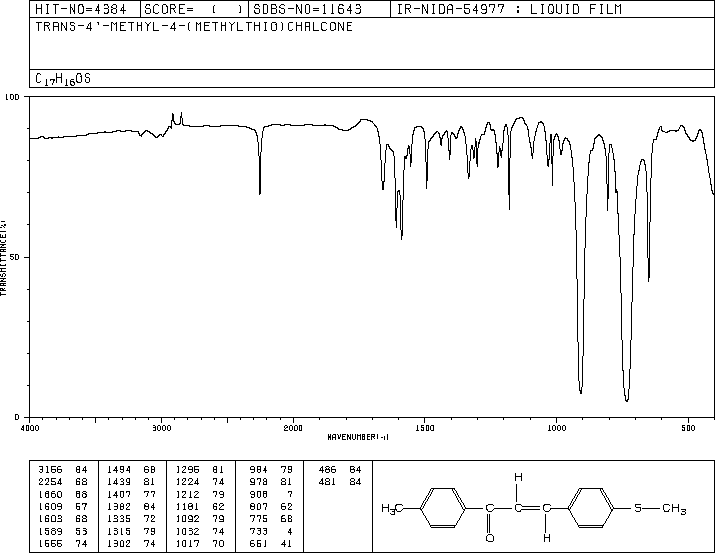 HIT-NO=4384 SCORE= ( ) SDBS-NO=11643 IR-NIDA-54977 : LIQUID FILM
TRANS-4'-METHYL-4-(METHYLTHIO)CHALCONE
C17H16OS
100
50
0
TRANSMITTANCE(%)
4000 3000 2000 1500 1000 500
WAVENUMBER(-1)
3166 84 1494 68 1296 81 984 79 486 84
2254 68 1439 81 1224 74 978 81 481 84
1660 68 1407 77 1212 79 908 7
1609 57 1382 84 1181 62 807 62
1603 68 1335 72 1092 79 775 68
1589 53 1315 79 1032 74 733 4
1566 74 1302 74 1017 70 651 41
H
H3C C C C S CH3
O H